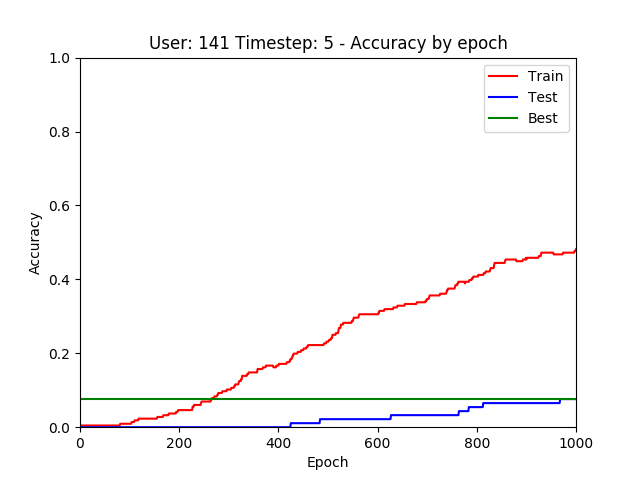 User: 141 Timestep: 5 - Accuracy by epoch
1.0
0.8
0.6
0.4
0.2
0.0
Accuracy
Train
Test
Best
0 200 400 600 800 1000
Epoch